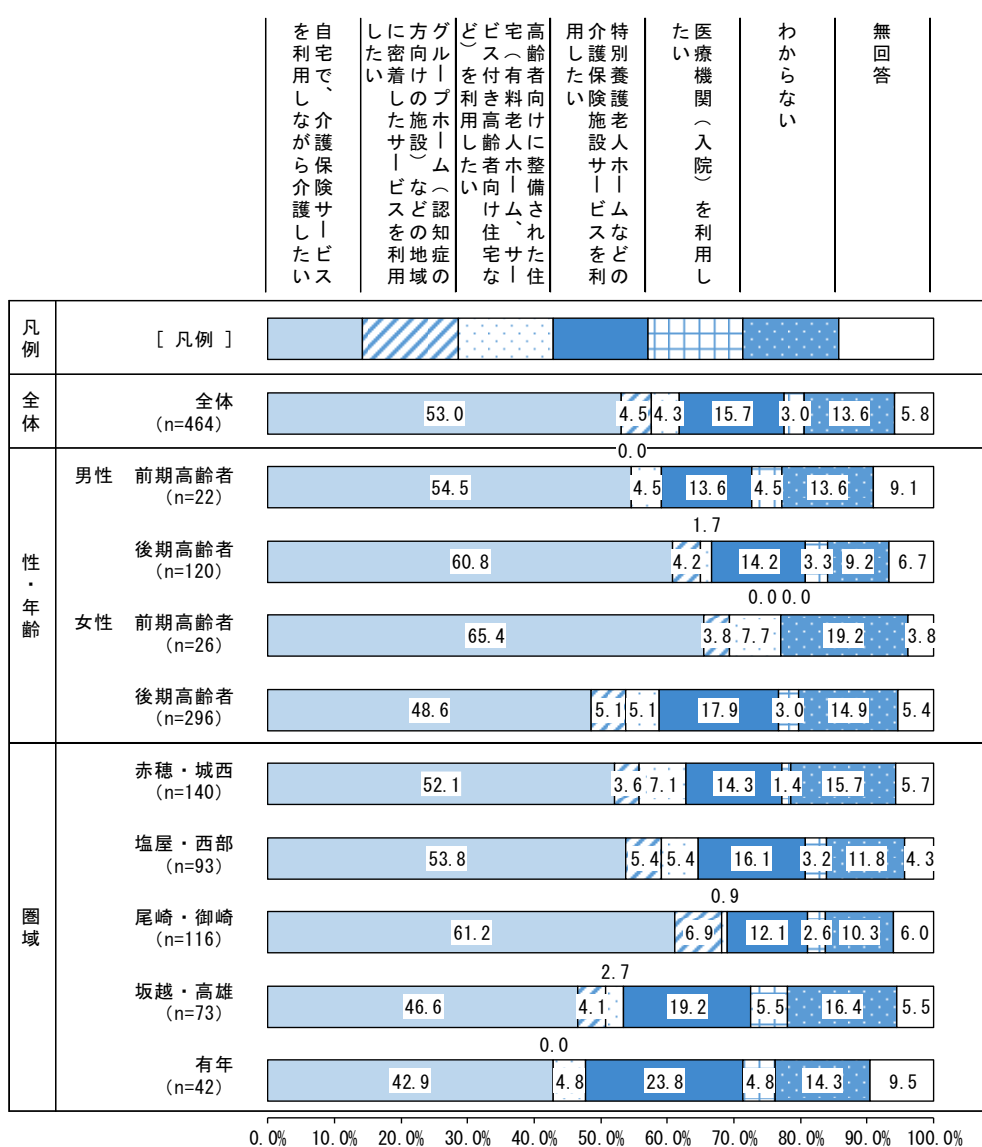 自宅で、介護保険サービス
を利用しながら介護したい
グループホーム（認知症の
方向けの施設）などの地域
に密着したサービスを利用
したい
高齢者向けに整備された住
宅（有料老人ホーム、サー
ビス付き高齢者向け住宅な
ど）を利用したい
特別養護老人ホームなどの
介護保険施設サービスを利
用したい
医療機関（入院）を利用し
たい
わからない
無回答
凡例
[ 凡例 ]
全体
全体
(n=464)
53.0 4.5 4.3 15.7 3.0 13.6 5.8
性・年齢
0.0
男性 前期高齢者
(n=22)
54.5 4.5 13.6 4.5 13.6 9.1
1.7
後期高齢者
(n=120)
60.8 4.2 14.2 3.3 9.2 6.7
0.0 0.0
女性 前期高齢者
(n=26)
65.4 3.8 7.7 19.2 3.8
後期高齢者
(n=296)
48.6 5.1 5.1 17.9 3.0 14.9 5.4
圏域
赤穂・城西
(n=140)
52.1 3.6 7.1 14.3 1.4 15.7 5.7
塩屋・西部
(n=93)
53.8 5.4 5.4 16.1 3.2 11.8 4.3
0.9
尾崎・御崎
(n=116)
61.2 6.9 12.1 2.6 10.3 6.0
2.7
坂越・高雄
(n=73)
46.6 4.1 19.2 5.5 16.4 5.5
0.0
有年
(n=42)
42.9 4.8 23.8 4.8 14.3 9.5
0.0% 10.0% 20.0% 30.0% 40.0% 50.0% 60.0% 70.0% 80.0% 90.0% 100.0%